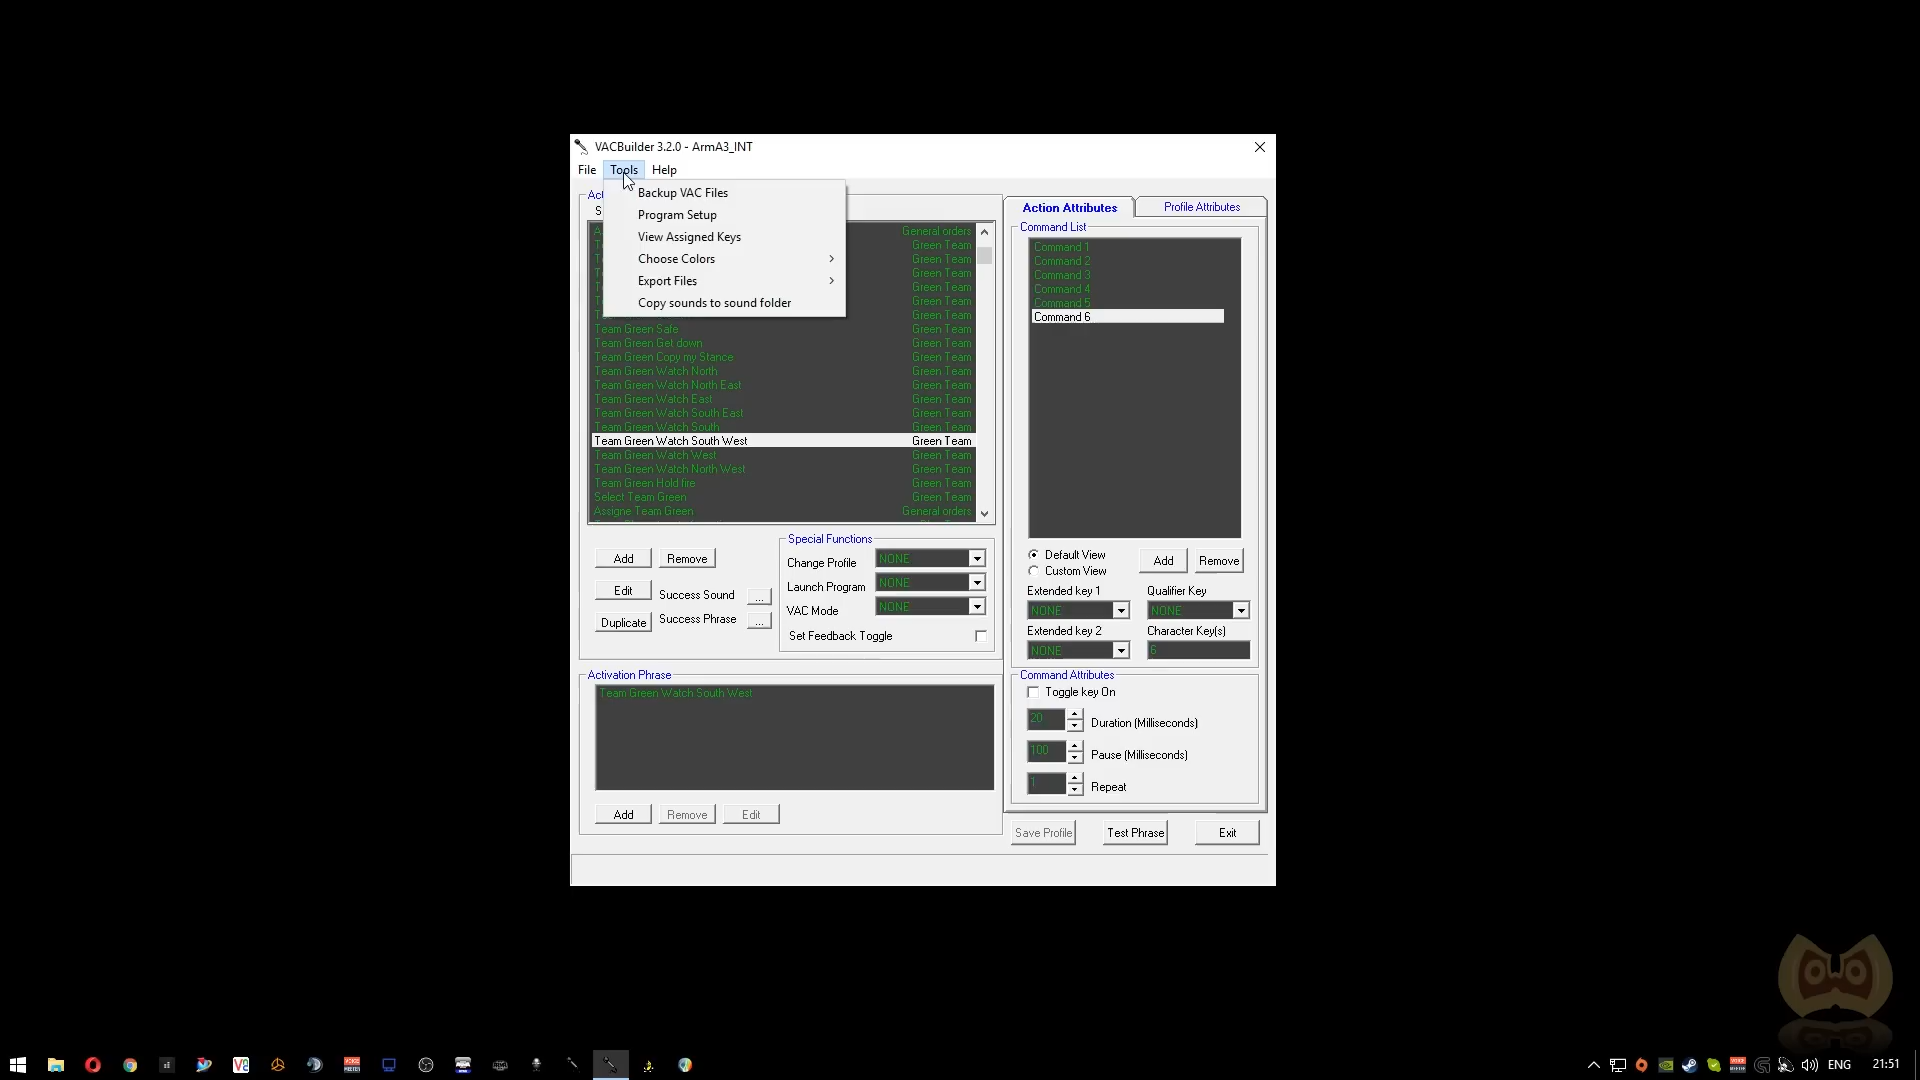 VACBuilder 3.2.0 - ArmA3_INT
File Tools Help
Backup VAC Files
Program Setup
View Assigned Keys
Choose Colors
Export Files
Copy sounds to sound folder
General orders
Green Team
Green Team
Green Team
Green Team
Green Team
Green Team
Team Green Safe Green Team
Team Green Get down Green Team
Team Green Copy my Stance Green Team
Team Green Watch North Green Team
Team Green Watch North East Green Team
Team Green Watch East Green Team
Team Green Watch South East Green Team
Team Green Watch South Green Team
Team Green Watch South West Green Team
Team Green Watch West Green Team
Team Green Watch North West Green Team
Team Green Hold fire Green Team
Select Team Green Green Team
Assigne Team Green General orders
Add Remove
Edit
Duplicate
Success Sound ...
Success Phrase ...
Special Functions
Change Profile NONE
Launch Program NONE
VAC Mode NONE
Set Feedback Toggle
Activation Phrase
Team Green Watch South West
Add Remove Edit
Action Attributes Profile Attributes
Command List
Command 1
Command 2
Command 3
Command 4
Command 5
Command 6
Default View
Custom View
Add Remove
Extended key 1 Qualifier Key
NONE NONE
Extended key 2 Character Key(s)
NONE 6
Command Attributes
Toggle key On
20 Duration (Milliseconds)
100 Pause (Milliseconds)
1 Repeat
Save Profile Test Phrase Exit
ENG 21:51